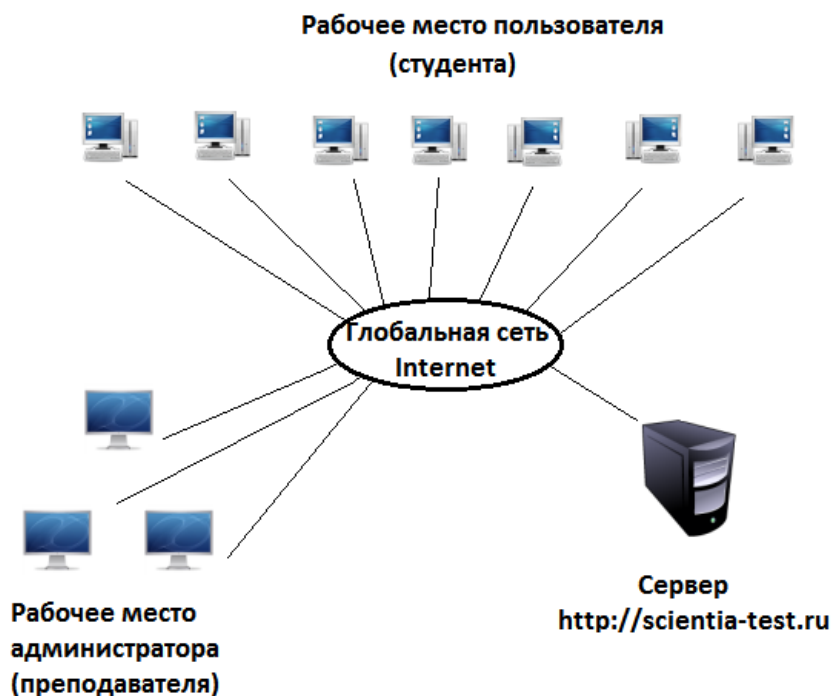 Рабочее место пользователя
(студента)
Глобальная сеть
Internet
Сервер
http://scientia-test.ru
Рабочее место
администратора
(преподавателя)